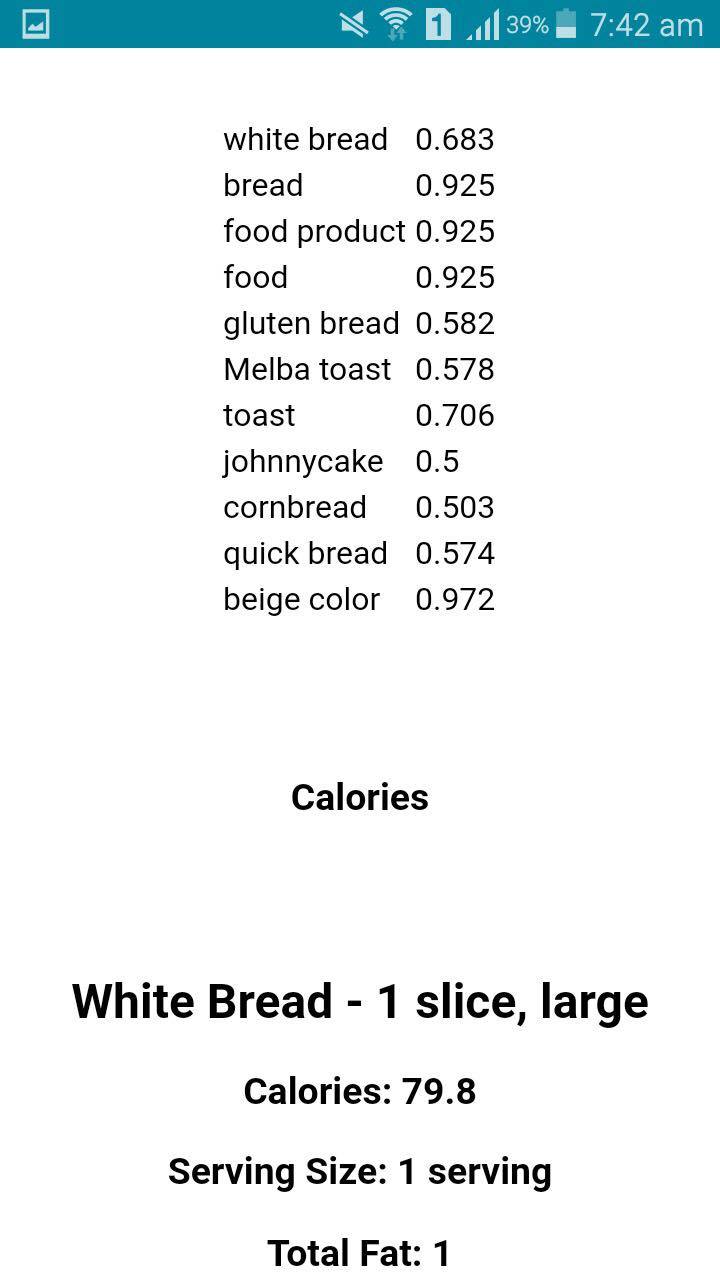 1 39% 7:42 am
white bread 0.683
bread 0.925
food product 0.925
food 0.925
gluten bread 0.582
Melba toast 0.578
toast 0.706
johnnycake 0.5
cornbread 0.503
quick bread 0.574
beige color 0.972
Calories
White Bread - 1 slice, large
Calories: 79.8
Serving Size: 1 serving
Total Fat: 1